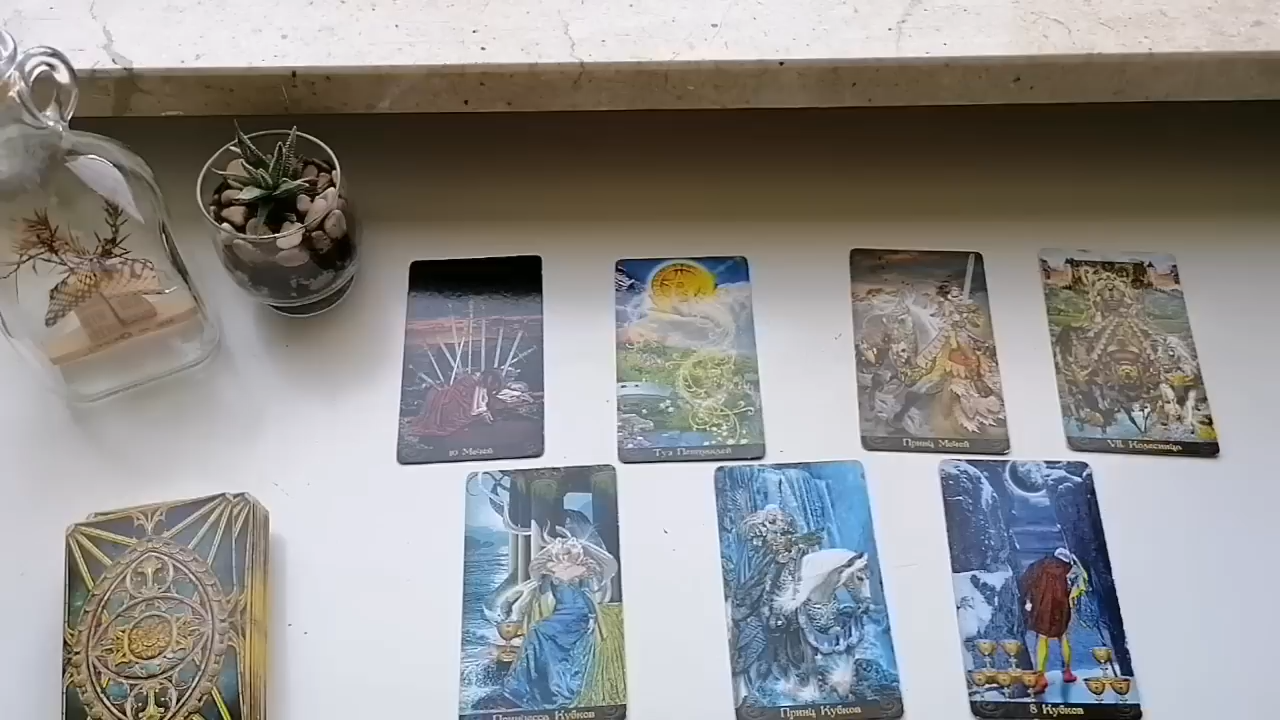 10 Мечей
Туз Пентаклей
Принц Мечей
VII. Колесница
Принцесса Кубков
Принц Кубков
8 Кубков